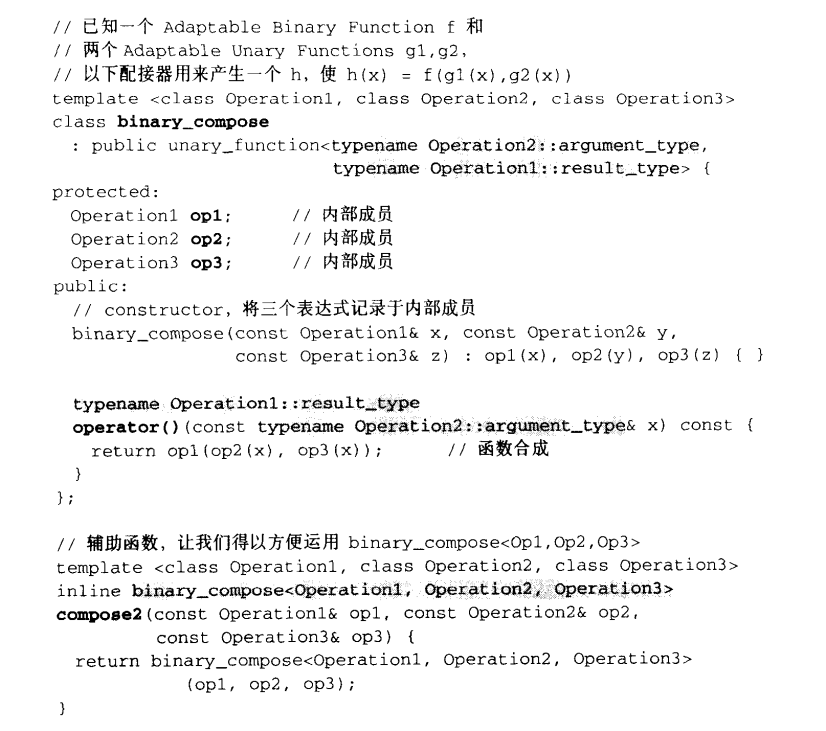 // 已知一个 Adaptable Binary Function f 和
// 两个 Adaptable Unary Functions g1,g2,
// 以下配接器用来产生一个 h, 使 h(x) = f(g1(x),g2(x))
template <class Operation1, class Operation2, class Operation3>
class binary_compose
  : public unary_function<typename Operation2::argument_type,
                          typename Operation1::result_type> {
protected:
  Operation1 op1;      // 内部成员
  Operation2 op2;      // 内部成员
  Operation3 op3;      // 内部成员
public:
  // constructor, 将三个表达式记录于内部成员
  binary_compose(const Operation1& x, const Operation2& y,
                 const Operation3& z) : op1(x), op2(y), op3(z) { }
  typename Operation1::result_type
  operator()(const typename Operation2::argument_type& x) const {
    return op1(op2(x), op3(x));      // 函数合成
  }
};
// 辅助函数, 让我们得以方便运用 binary_compose<Op1,Op2,Op3>
template <class Operation1, class Operation2, class Operation3>
inline binary_compose<Operation1, Operation2, Operation3>
compose2(const Operation1& op1, const Operation2& op2,
         const Operation3& op3) {
  return binary_compose<Operation1, Operation2, Operation3>
            (op1, op2, op3);
}